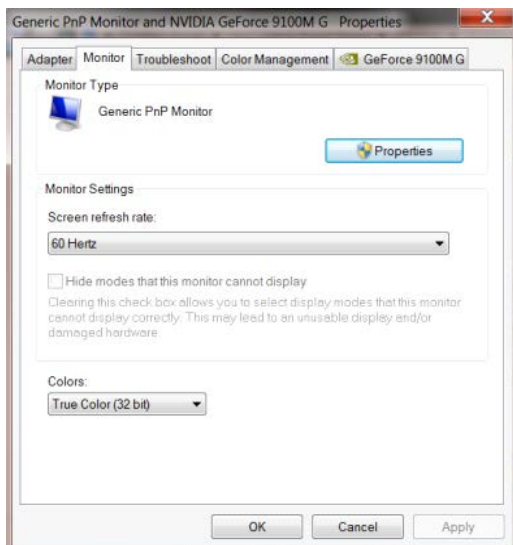 Generic PnP Monitor and NVIDIA GeForce 9100M G Properties
Adapter Monitor Troubleshoot Color Management GeForce 9100M G
Monitor Type
Generic PnP Monitor
Properties
Monitor Settings
Screen refresh rate:
60 Hertz
Hide modes that this monitor cannot display
Clearing this check box allows you to select display modes that this monitor
cannot display correctly. This may lead to an unusable display and/or
damaged hardware.
Colors:
True Color (32 bit)
OK Cancel Apply